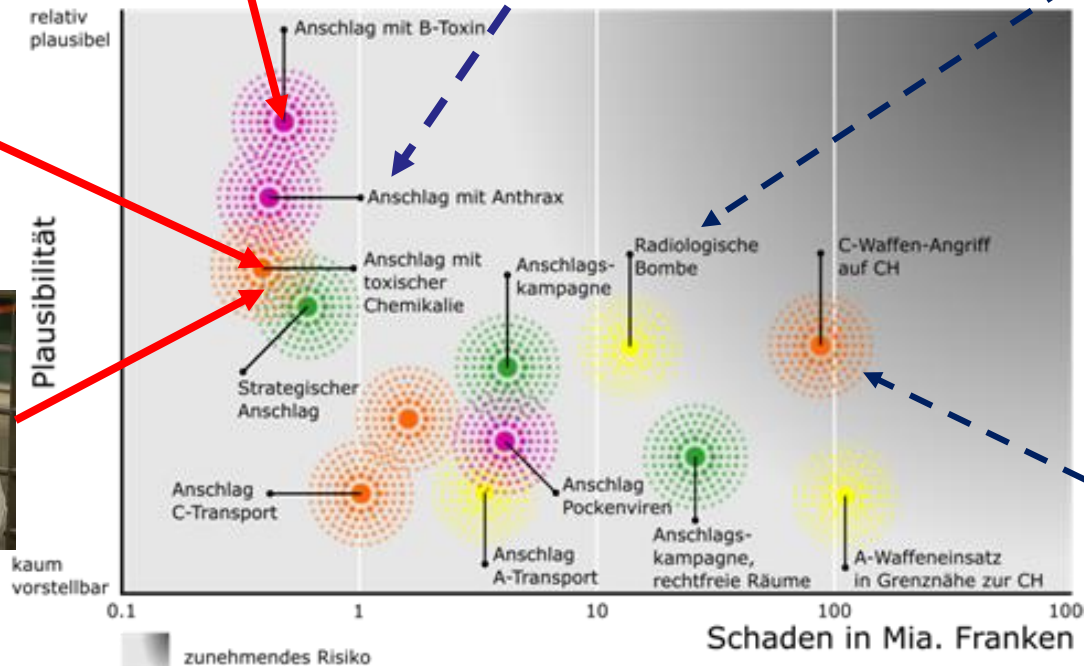 relativ
plausibel
Anschlag mit B-Toxin
Anschlag mit Anthrax
Plausibilität
Anschlag mit
toxischer
Chemikalie
Anschlags-
kampagne
Radiologische
Bombe
C-Waffen-Angriff
auf CH
Strategischer
Anschlag
Anschlag
C-Transport
Anschlag
Pockenviren
Anschlag
A-Transport
Anschlags-
kampagne,
rechtfreie Räume
A-Waffeneinsatz
in Grenznähe zur CH
kaum
vorstellbar
0.1
1
10
100
Schaden in Mia. Franken
zunehmendes Risiko